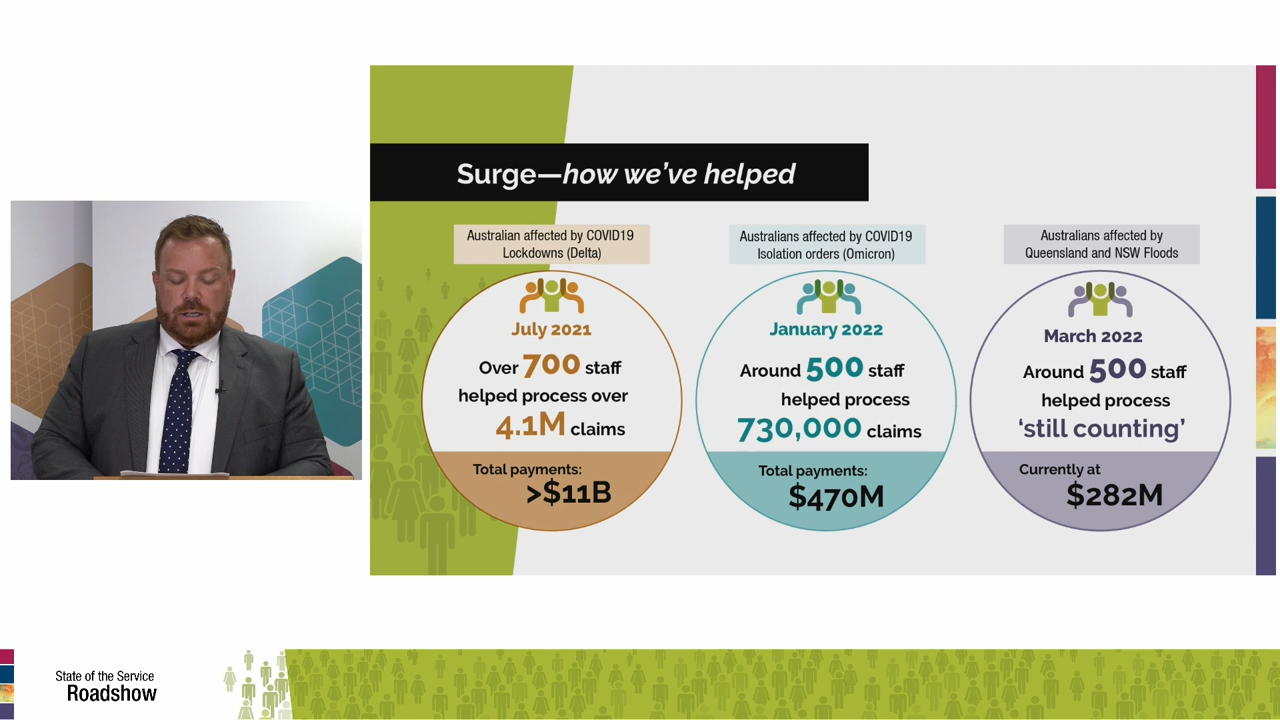 Surge—how we've helped
Australian affected by COVID19
Lockdowns (Delta)
July 2021
Over 700 staff
helped process over
4.1M claims
Total payments:
>$11B
Australians affected by COVID19
Isolation orders (Omicron)
January 2022
Around 500 staff
helped process
730,000 claims
Total payments:
$470M
Australians affected by
Queensland and NSW Floods
March 2022
Around 500 staff
helped process
‘still counting’
Currently at
$282M
State of the Service
Roadshow